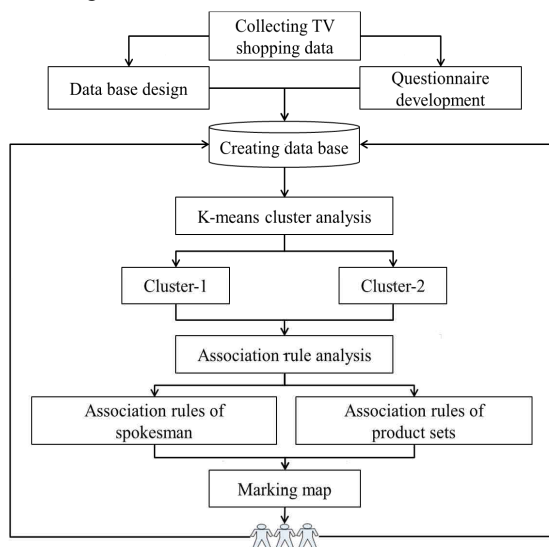 Collecting TV
shopping data
Data base design
Questionnaire
development
Creating data base
K-means cluster analysis
Cluster-1
Cluster-2
Association rule analysis
Association rules of
spokesman
Association rules of
product sets
Marking map